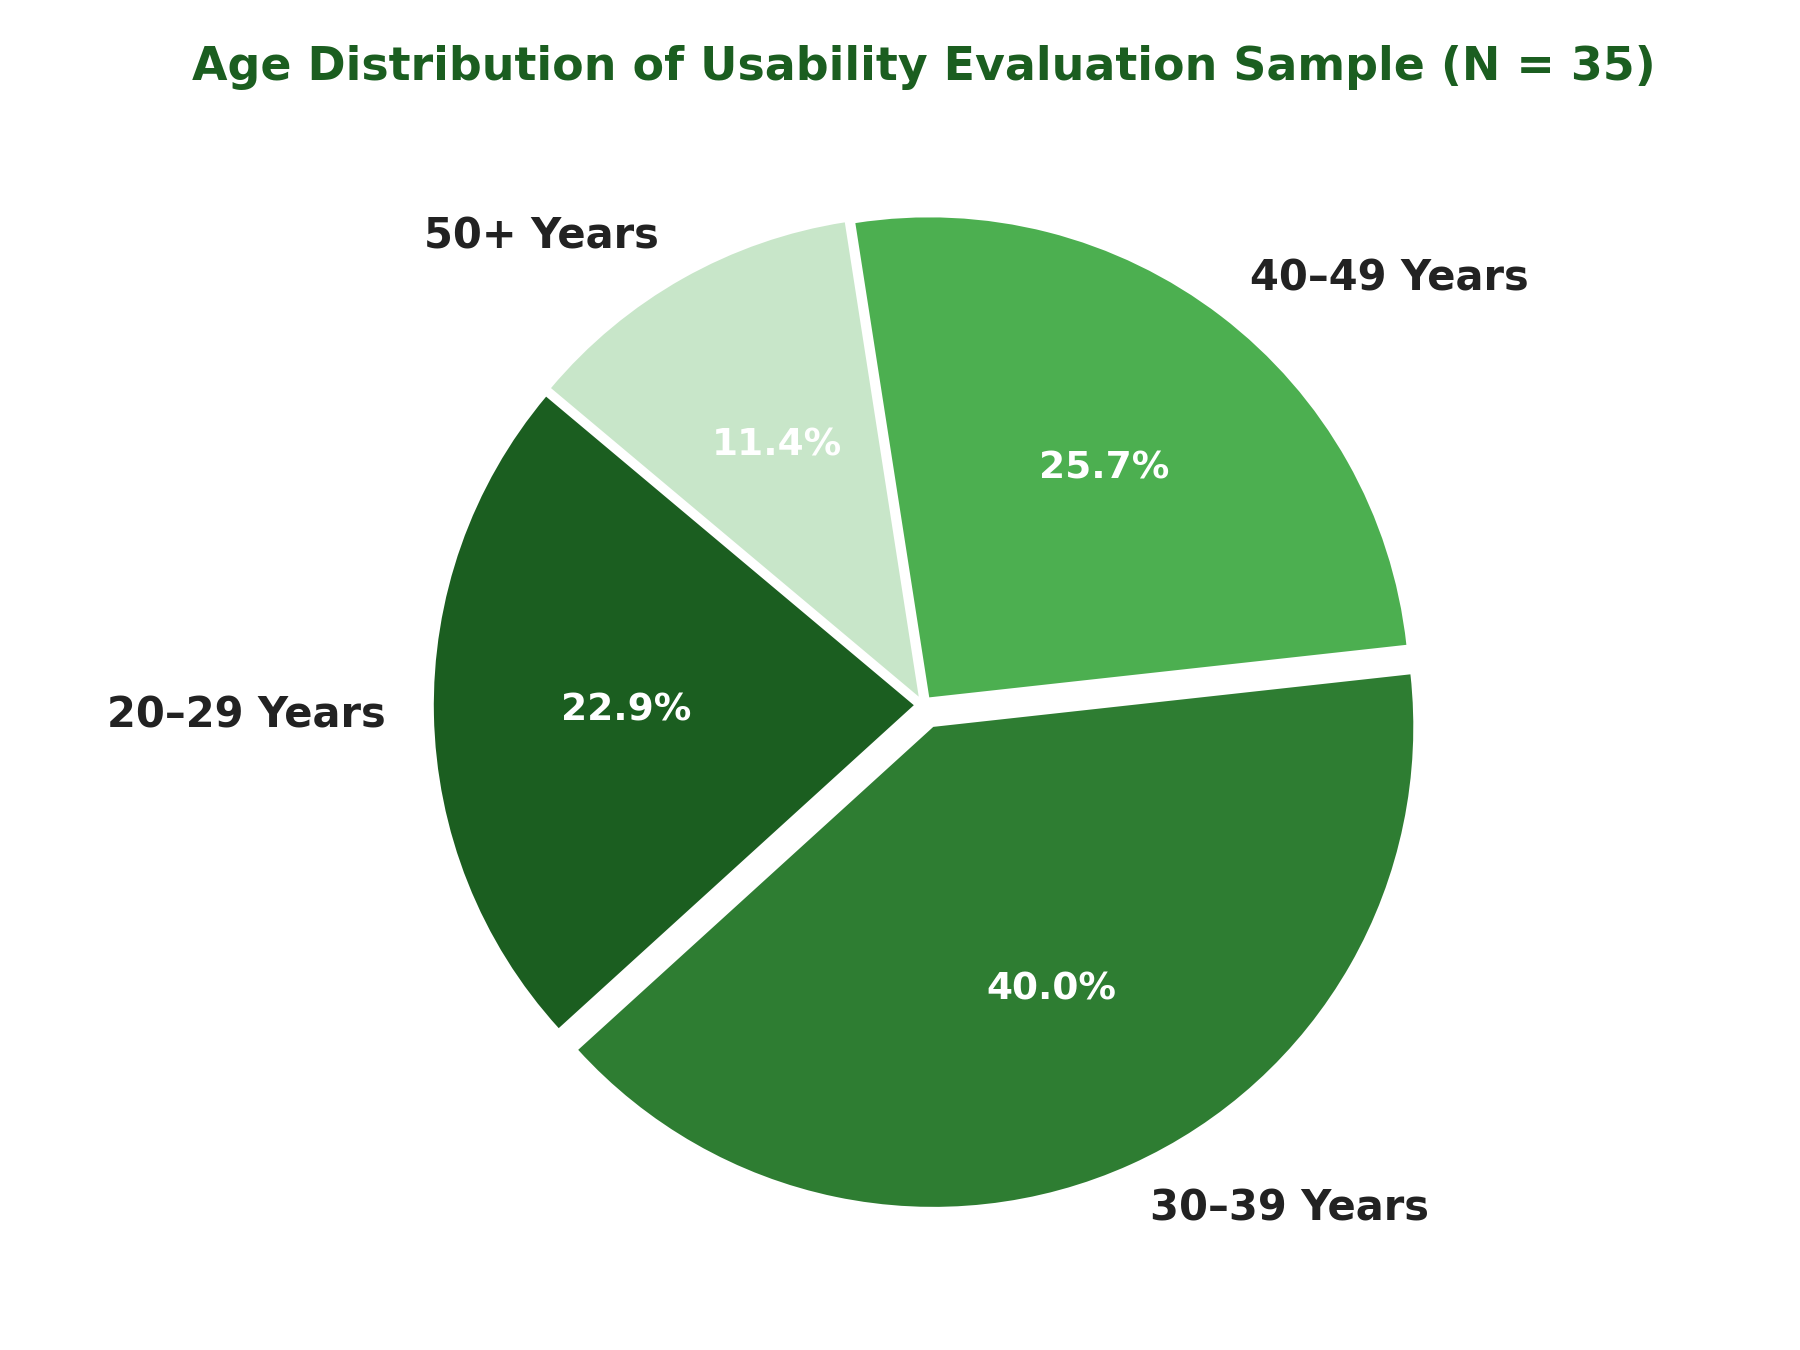 Age Distribution of Usability Evaluation Sample (N = 35)
50+ Years
40–49 Years
11.4%
25.7%
20–29 Years
22.9%
40.0%
30–39 Years